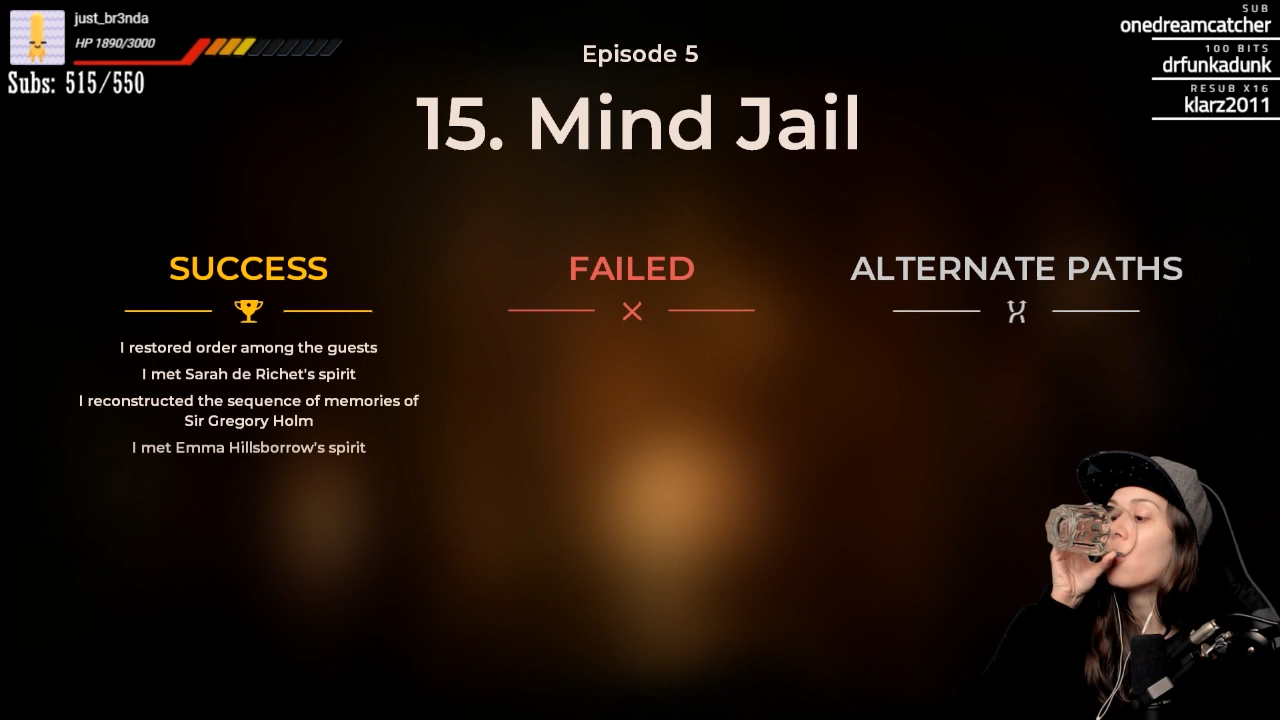 just_br3nda
HP 1890/3000
Subs: 515/550
SUB
onedreamcatcher
100 BITS
drfunkadunk
RESUB X16
klarz2011
Episode 5
15. Mind Jail
SUCCESS
I restored order among the guests
I met Sarah de Richet's spirit
I reconstructed the sequence of memories of
Sir Gregory Holm
I met Emma Hillsborrow's spirit
FAILED
ALTERNATE PATHS